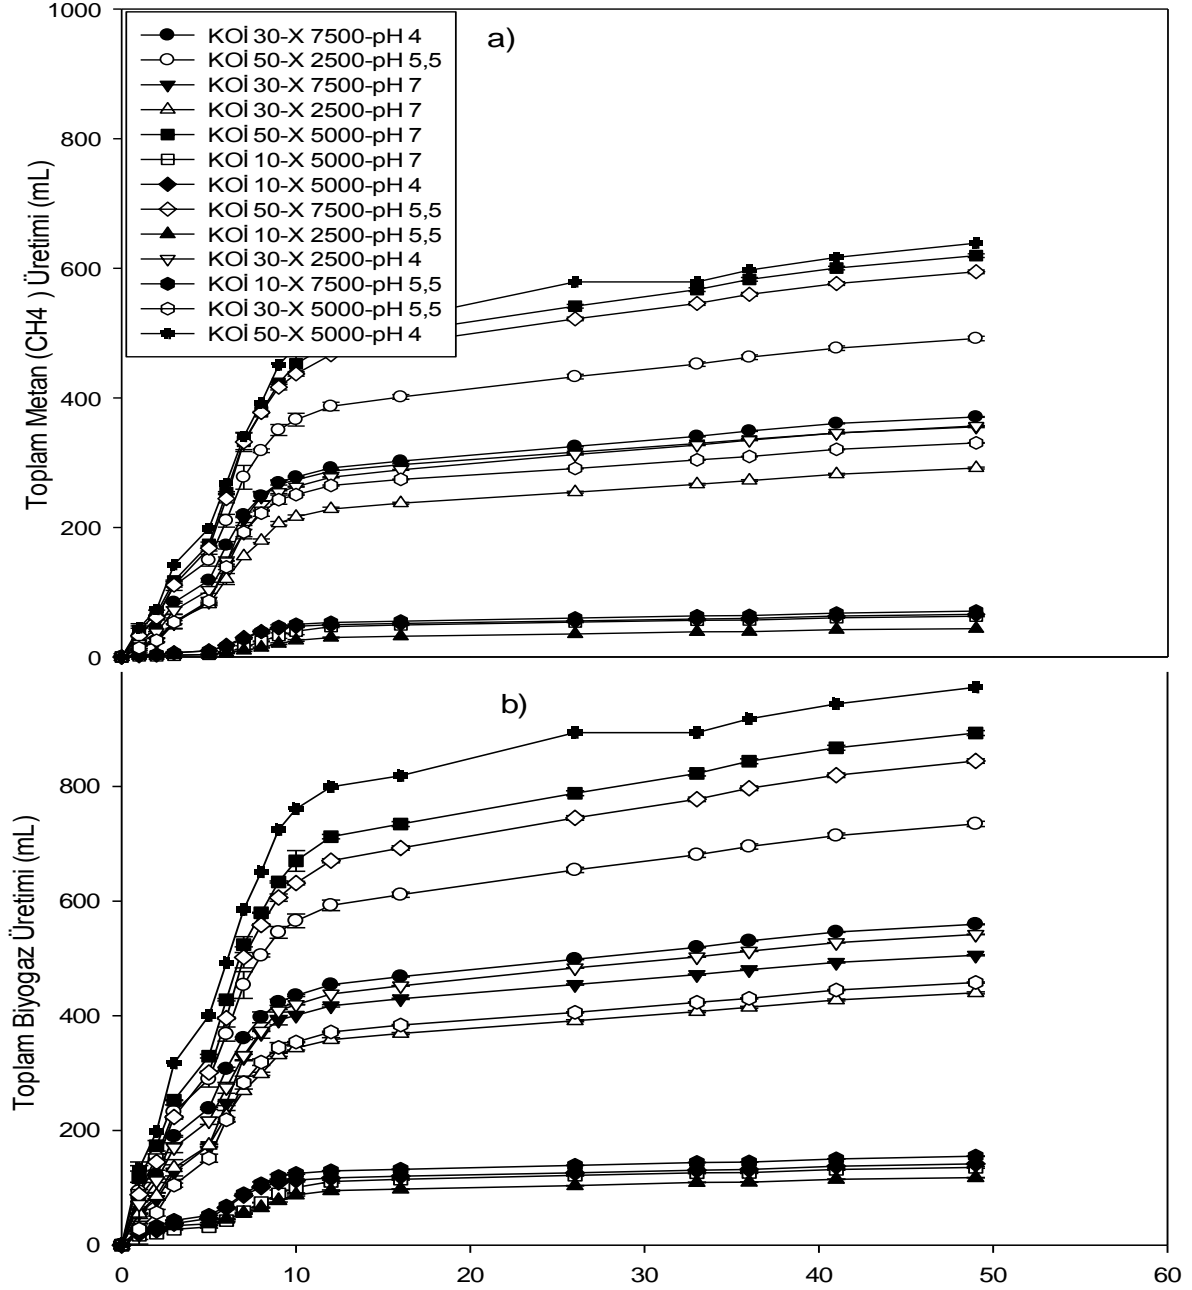 1000
800
600
400
200
0
Toplam Metan (CH4 ) Üretimi (mL)
a)
KOİ 30-X 7500-pH 4
KOİ 50-X 2500-pH 5,5
KOİ 30-X 7500-pH 7
KOİ 30-X 2500-pH 7
KOİ 50-X 5000-pH 7
KOİ 10-X 5000-pH 7
KOİ 10-X 5000-pH 4
KOİ 50-X 7500-pH 5,5
KOİ 10-X 2500-pH 5,5
KOİ 30-X 2500-pH 4
KOİ 10-X 7500-pH 5,5
KOİ 30-X 5000-pH 5,5
KOİ 50-X 5000-pH 4
b)
800
600
400
200
0
Toplam Biyogaz Üretimi (mL)
0 10 20 30 40 50 60